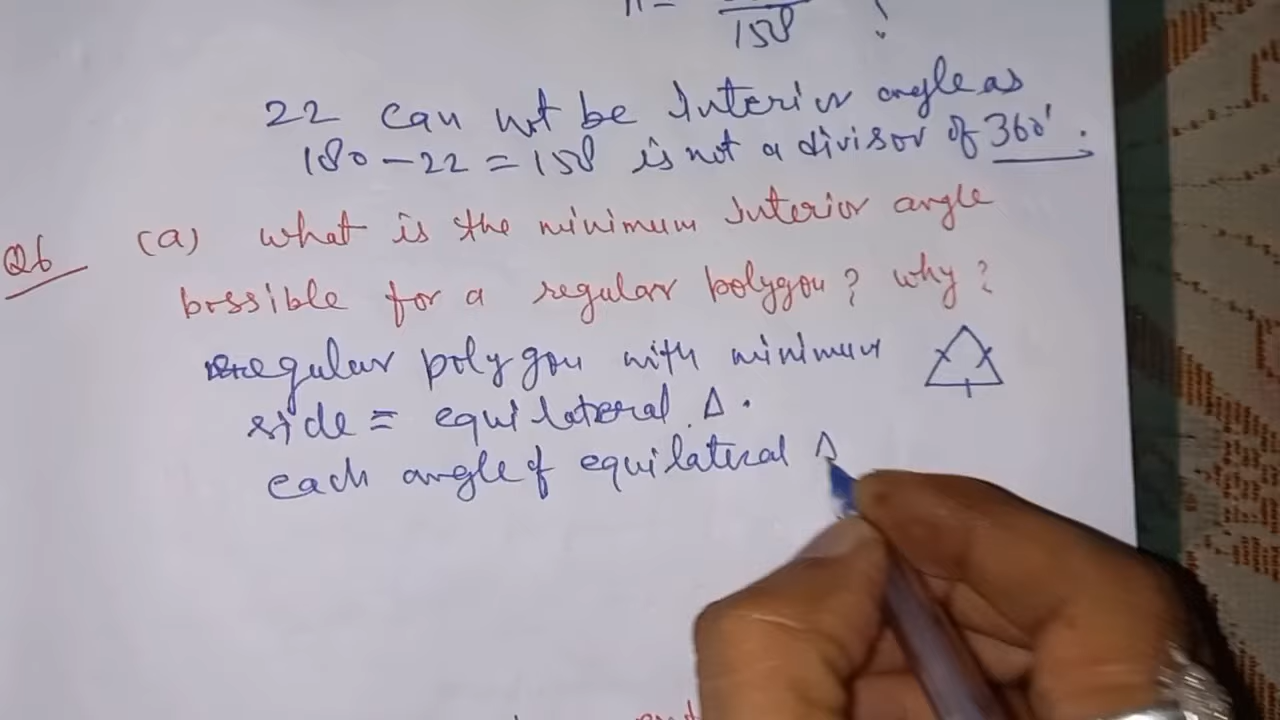 n = 158 !
22 can not be interior angle as
180 - 22 = 158 is not a divisor of 360°.
Q6 (a) what is the minimum interior angle
possible for a regular polygon? why?
regular polygon with minimum
side = equilateral Δ.
each angle of equilateral Δ